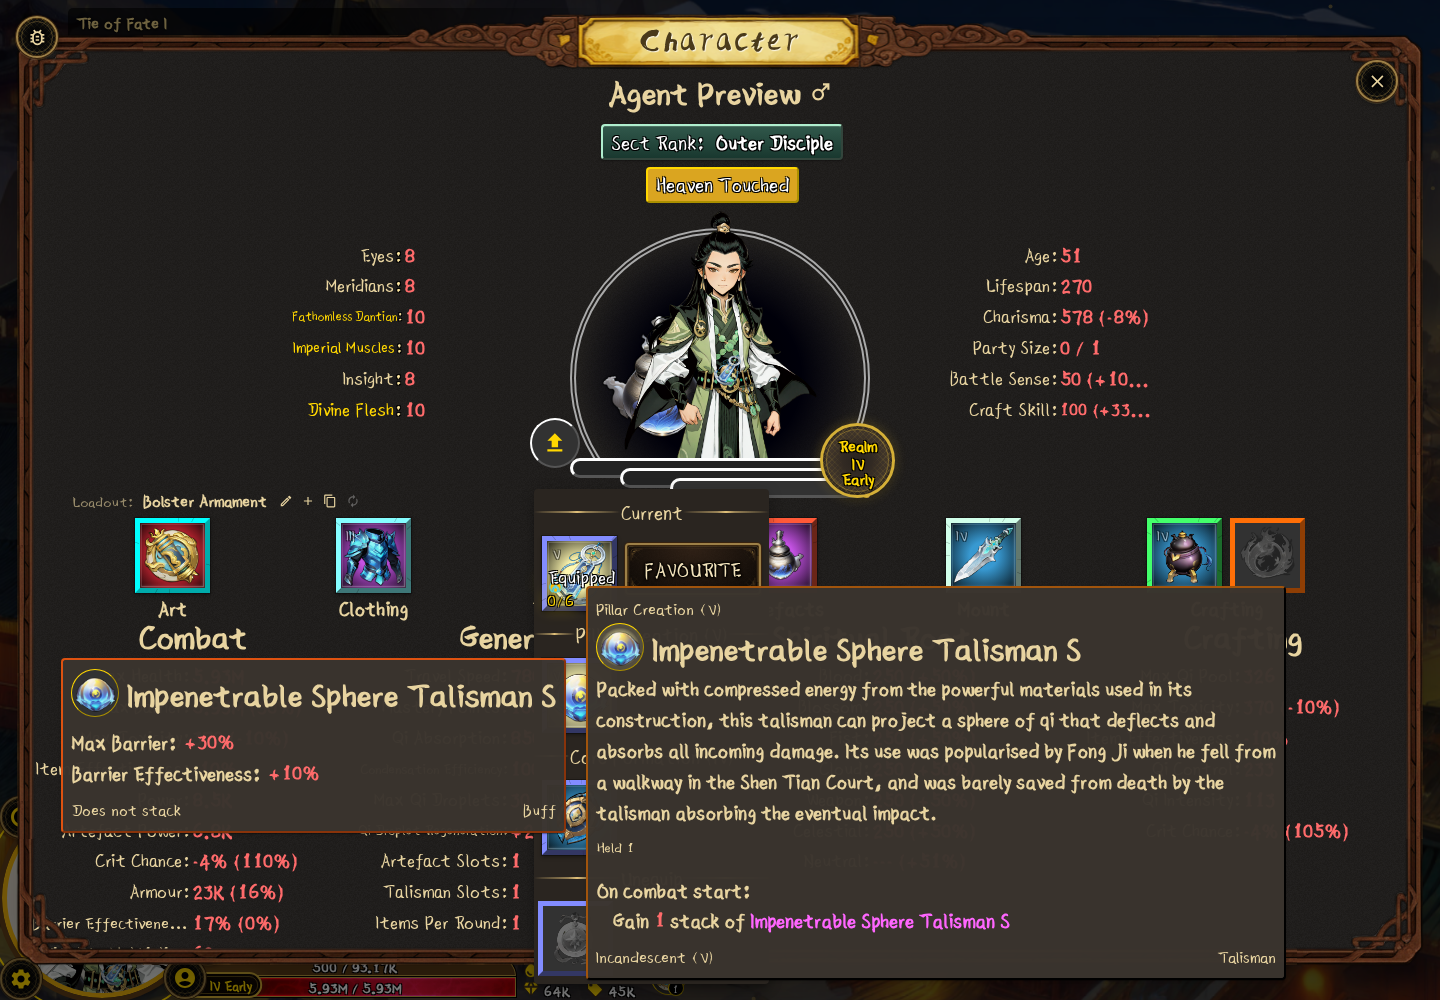 Tie of Fate I
Character
Agent Preview ♂
Sect Rank: Outer Disciple
Heaven Touched
Eyes: 8
Meridians: 8
Fathomless Dantian: 10
Imperial Muscles: 10
Insight: 8
Divine Flesh: 10
Age: 51
Lifespan: 270
Charisma: 578 (-8%)
Party Size: 0 / 1
Battle Sense: 50 (+10...
Craft Skill: 100 (+33...
Realm
IV
Early
Loadout: Bolster Armament
Art
Clothing
Combat
Gener
Current
V
Equipped
0/6
FAVOURITE
IV
IV
Pillar Creation (V)
Impenetrable Sphere Talisman S
Packed with compressed energy from the powerful materials used in its
construction, this talisman can project a sphere of qi that deflects and
absorbs all incoming damage. Its use was popularised by Fong Ji when he fell from
a walkway in the Shen Tian Court, and was barely saved from death by the
talisman absorbing the eventual impact.
Held 1
On combat start:
Gain 1 stack of Impenetrable Sphere Talisman S
Incandescent (V)
Talisman
Impenetrable Sphere Talisman S
Max Barrier: +30%
Barrier Effectiveness: +10%
Does not stack
Buff
-10%)
(105%)
Crit Chance: -4% (110%)
Armour: 23K (16%)
rier Effectivene... 17% (0%)
Artefact Slots: 1
Talisman Slots: 1
Items Per Round: 1
IV Early
500 / 93.17K
5.93M / 5.93M
64K
45K